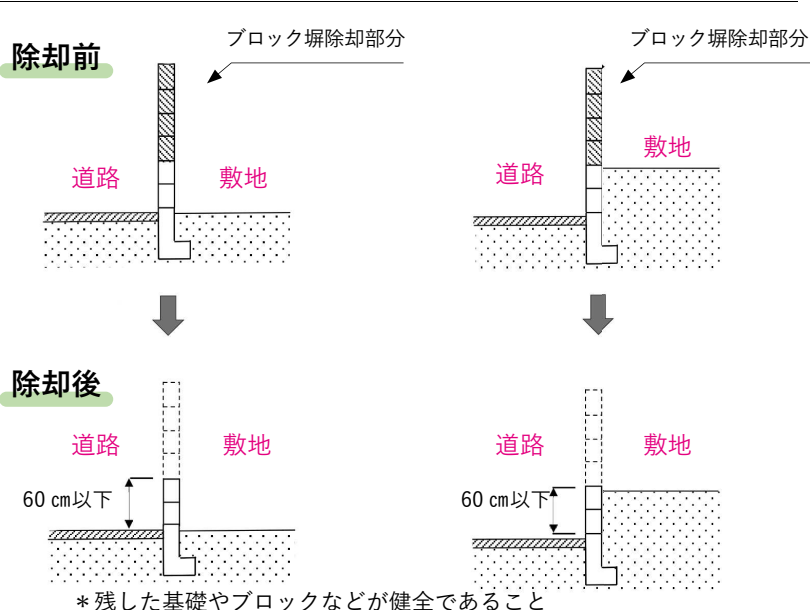 除却前
ブロック塀除却部分
ブロック塀除却部分
道路
敷地
道路
敷地
除却後
道路
敷地
道路
敷地
60 ㎝以下
60 ㎝以下
＊残した基礎やブロックなどが健全であること